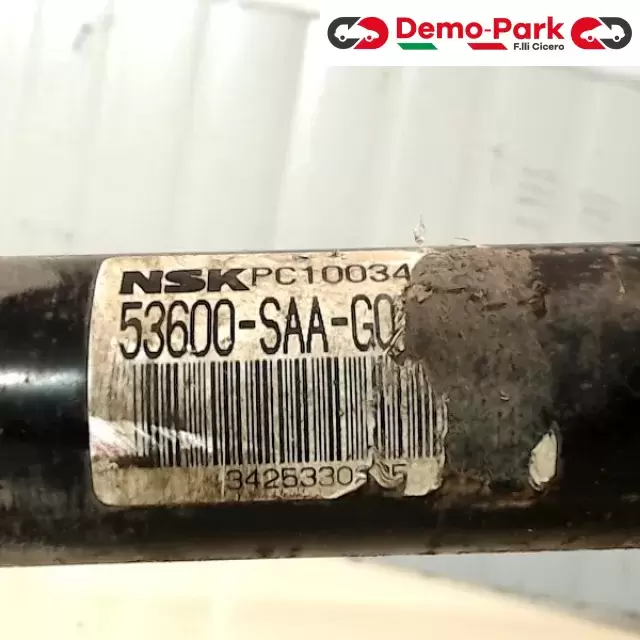 Demo-Park
F.lli Cicero
NSK PC10034
53600-SAA-G0